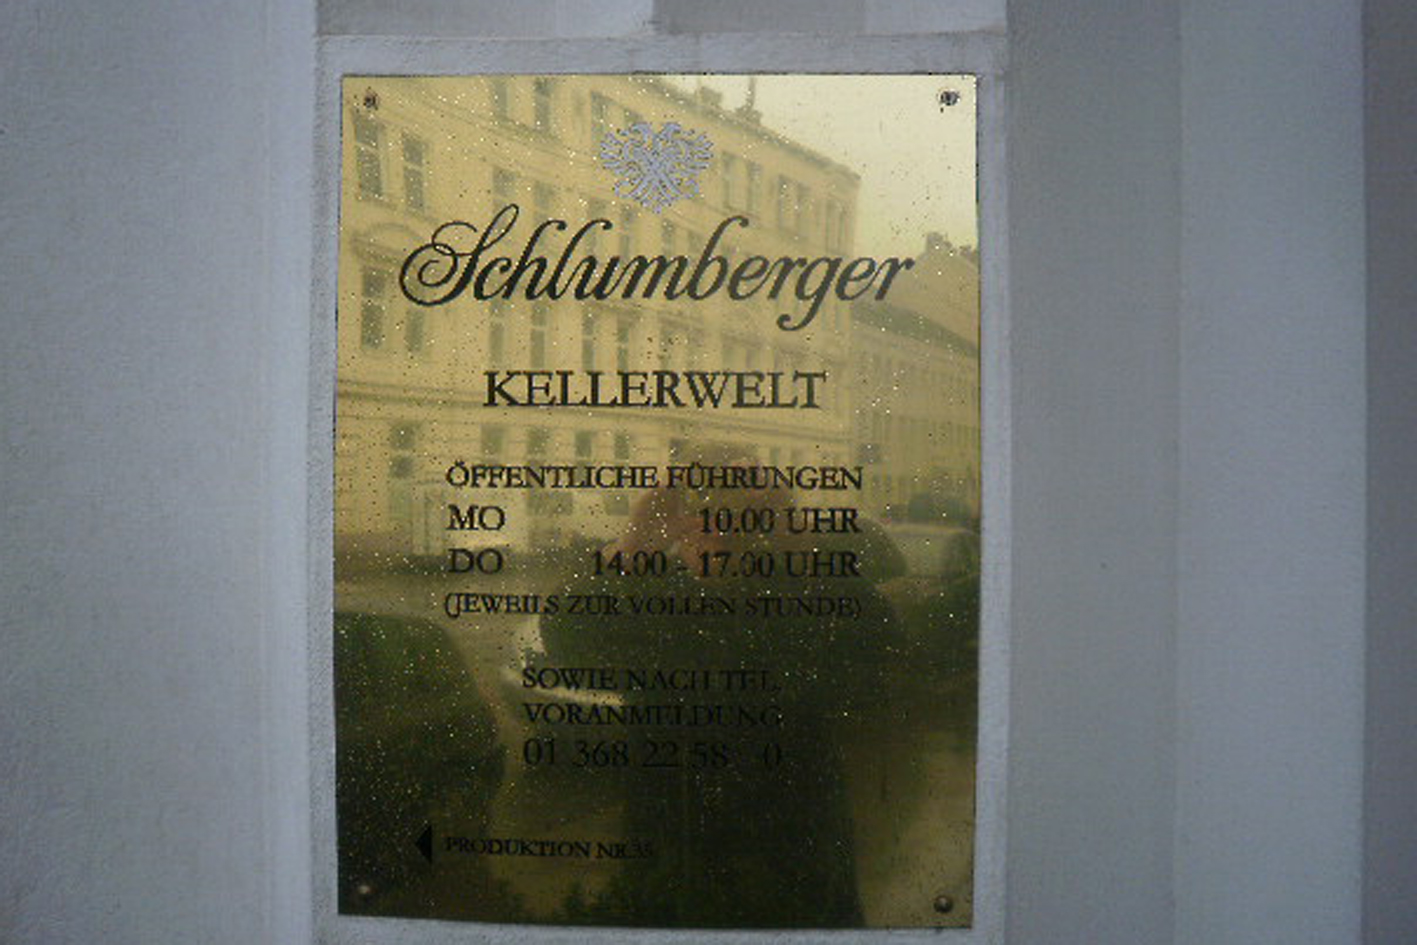 Schlumberger
KELLERWELT
ÖFFENTLICHE FÜHRUNGEN
MO 10.00 UHR
DO 14.00 - 17.00 UHR
(JEWEILS ZUR VOLLEN STUNDE)
SOWIE NACH TEL.
VORANMELDUNG
01 368 22 58 - 0
PRODUKTION NR.35